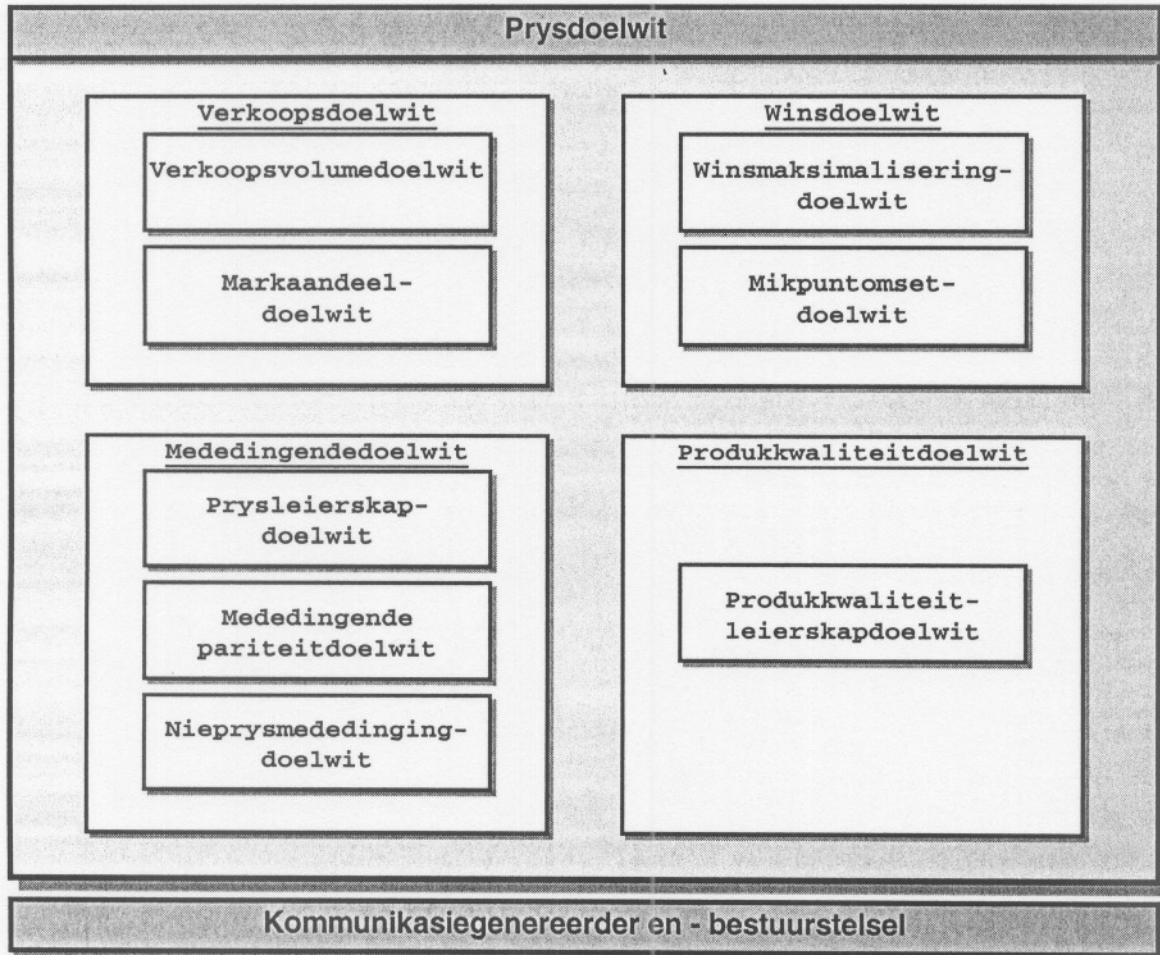 Prysdoelwit
Verkoopsdoelwit
Verkoopsvolumedoelwit
Markaandeel-
doelwit
Winsdoelwit
Winsmaksimalisering-
doelwit
Mikpuntomset-
doelwit
Mededingendedoelwit
Prysleierskap-
doelwit
Mededingende
pariteitdoelwit
Nieprysmededinging-
doelwit
Produkkwaliteitdoelwit
Produkkwaliteit-
leierskapdoelwit
Kommunikasiegenereerder en - bestuurstelsel